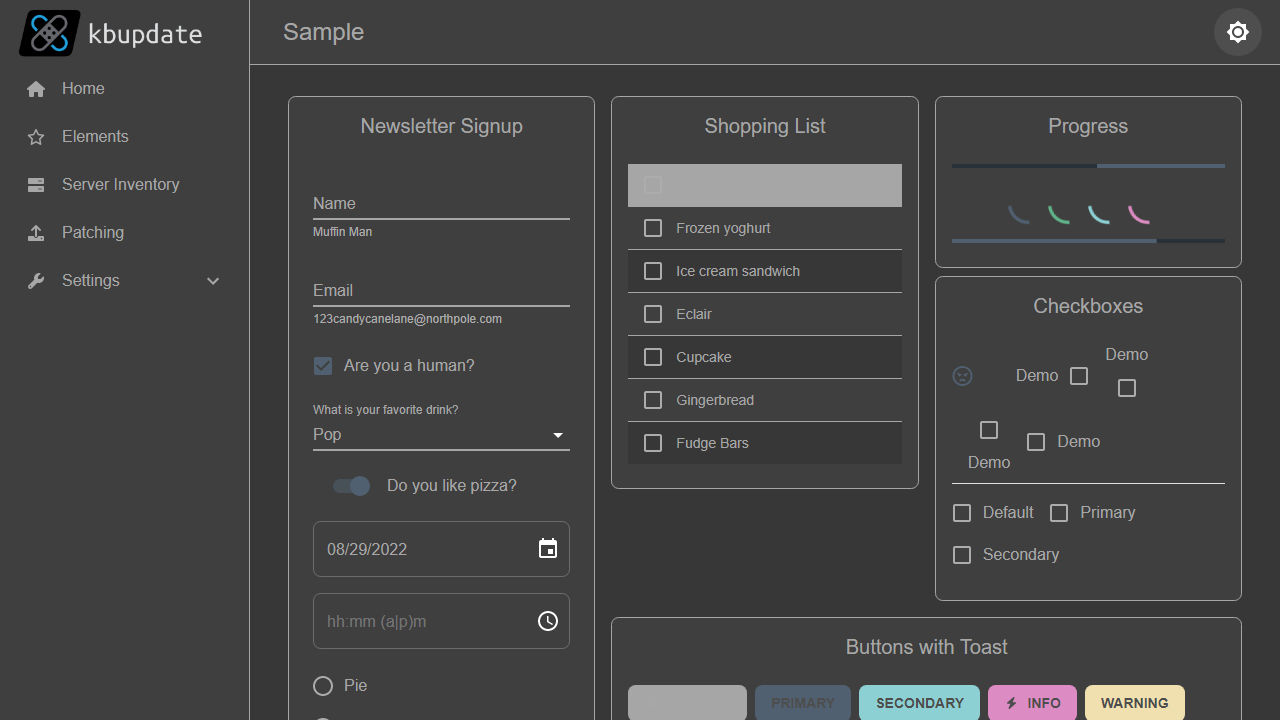 kbupdate
Sample
Home
Elements
Server Inventory
Patching
Settings
Newsletter Signup
Name
Muffin Man
Email
123candycanelane@northpole.com
Are you a human?
What is your favorite drink?
Pop
Do you like pizza?
08/29/2022
hh:mm (a|p)m
Pie
Shopping List
Frozen yoghurt
Ice cream sandwich
Eclair
Cupcake
Gingerbread
Fudge Bars
Progress
Checkboxes
Demo
Demo
Demo
Demo
Default
Primary
Secondary
Buttons with Toast
PRIMARY
SECONDARY
INFO
WARNING